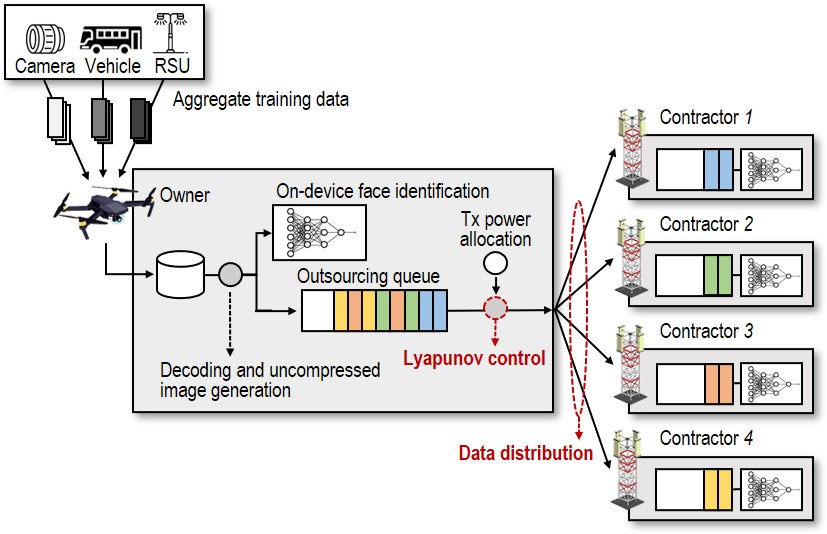 Camera Vehicle RSU
Aggregate training data
Owner
On-device face identification
Tx power
allocation
Outsourcing queue
Decoding and uncompressed
image generation
Lyapunov control
Data distribution
Contractor 1
Contractor 2
Contractor 3
Contractor 4